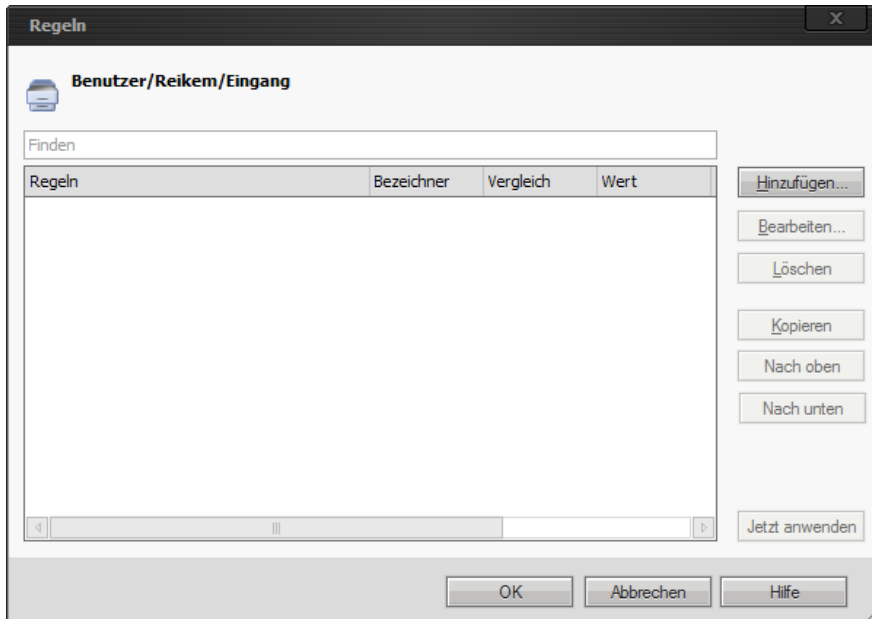 Regeln
X
Benutzer/Reikem/Eingang
Finden
Regeln Bezeichner Vergleich Wert
Hinzufügen...
Bearbeiten...
Löschen
Kopieren
Nach oben
Nach unten
Jetzt anwenden
OK Abbrechen Hilfe